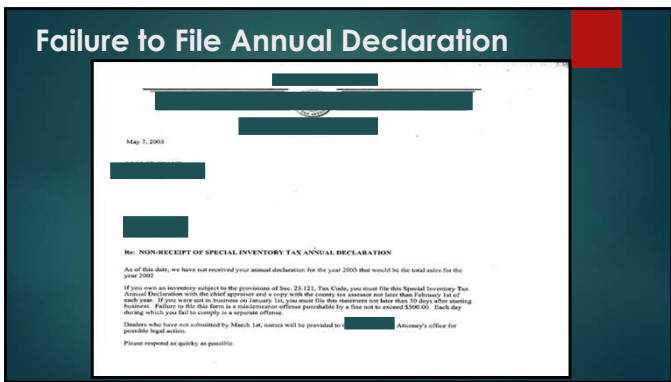 Failure to File Annual Declaration
May 7, 2003
Re: NON-RECEIPT OF SPECIAL INVENTORY TAX ANNUAL DECLARATION
As of this date, we have not received your annual declaration for the year 2003 that would be the total sales for the
year 2002
If you own an inventory subject to the provisions of Sec. 23.121, Tax Code, you must file this Special Inventory Tax
Annual Declaration with the chief appraiser and a copy with the county tax assessor not later than February 1st of
each year. If you were not in business on January 1st, you must file this statement not later than 30 days after starting
business. Failure to file this form is a misdemeanor offense punishable by a fine not to exceed $500.00. Each day
during which you fail to comply is a separate offense.
Dealers who have not submitted by March 1st, names will be provided to Attorney's office for
possible legal action.
Please respond as quicky as possible